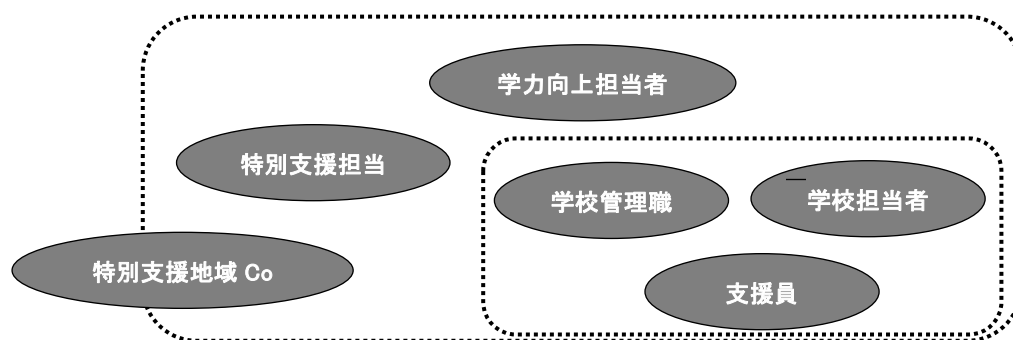 学力向上担当者
特別支援担当
学校管理職
学校担当者
特別支援地域 Co
支援員